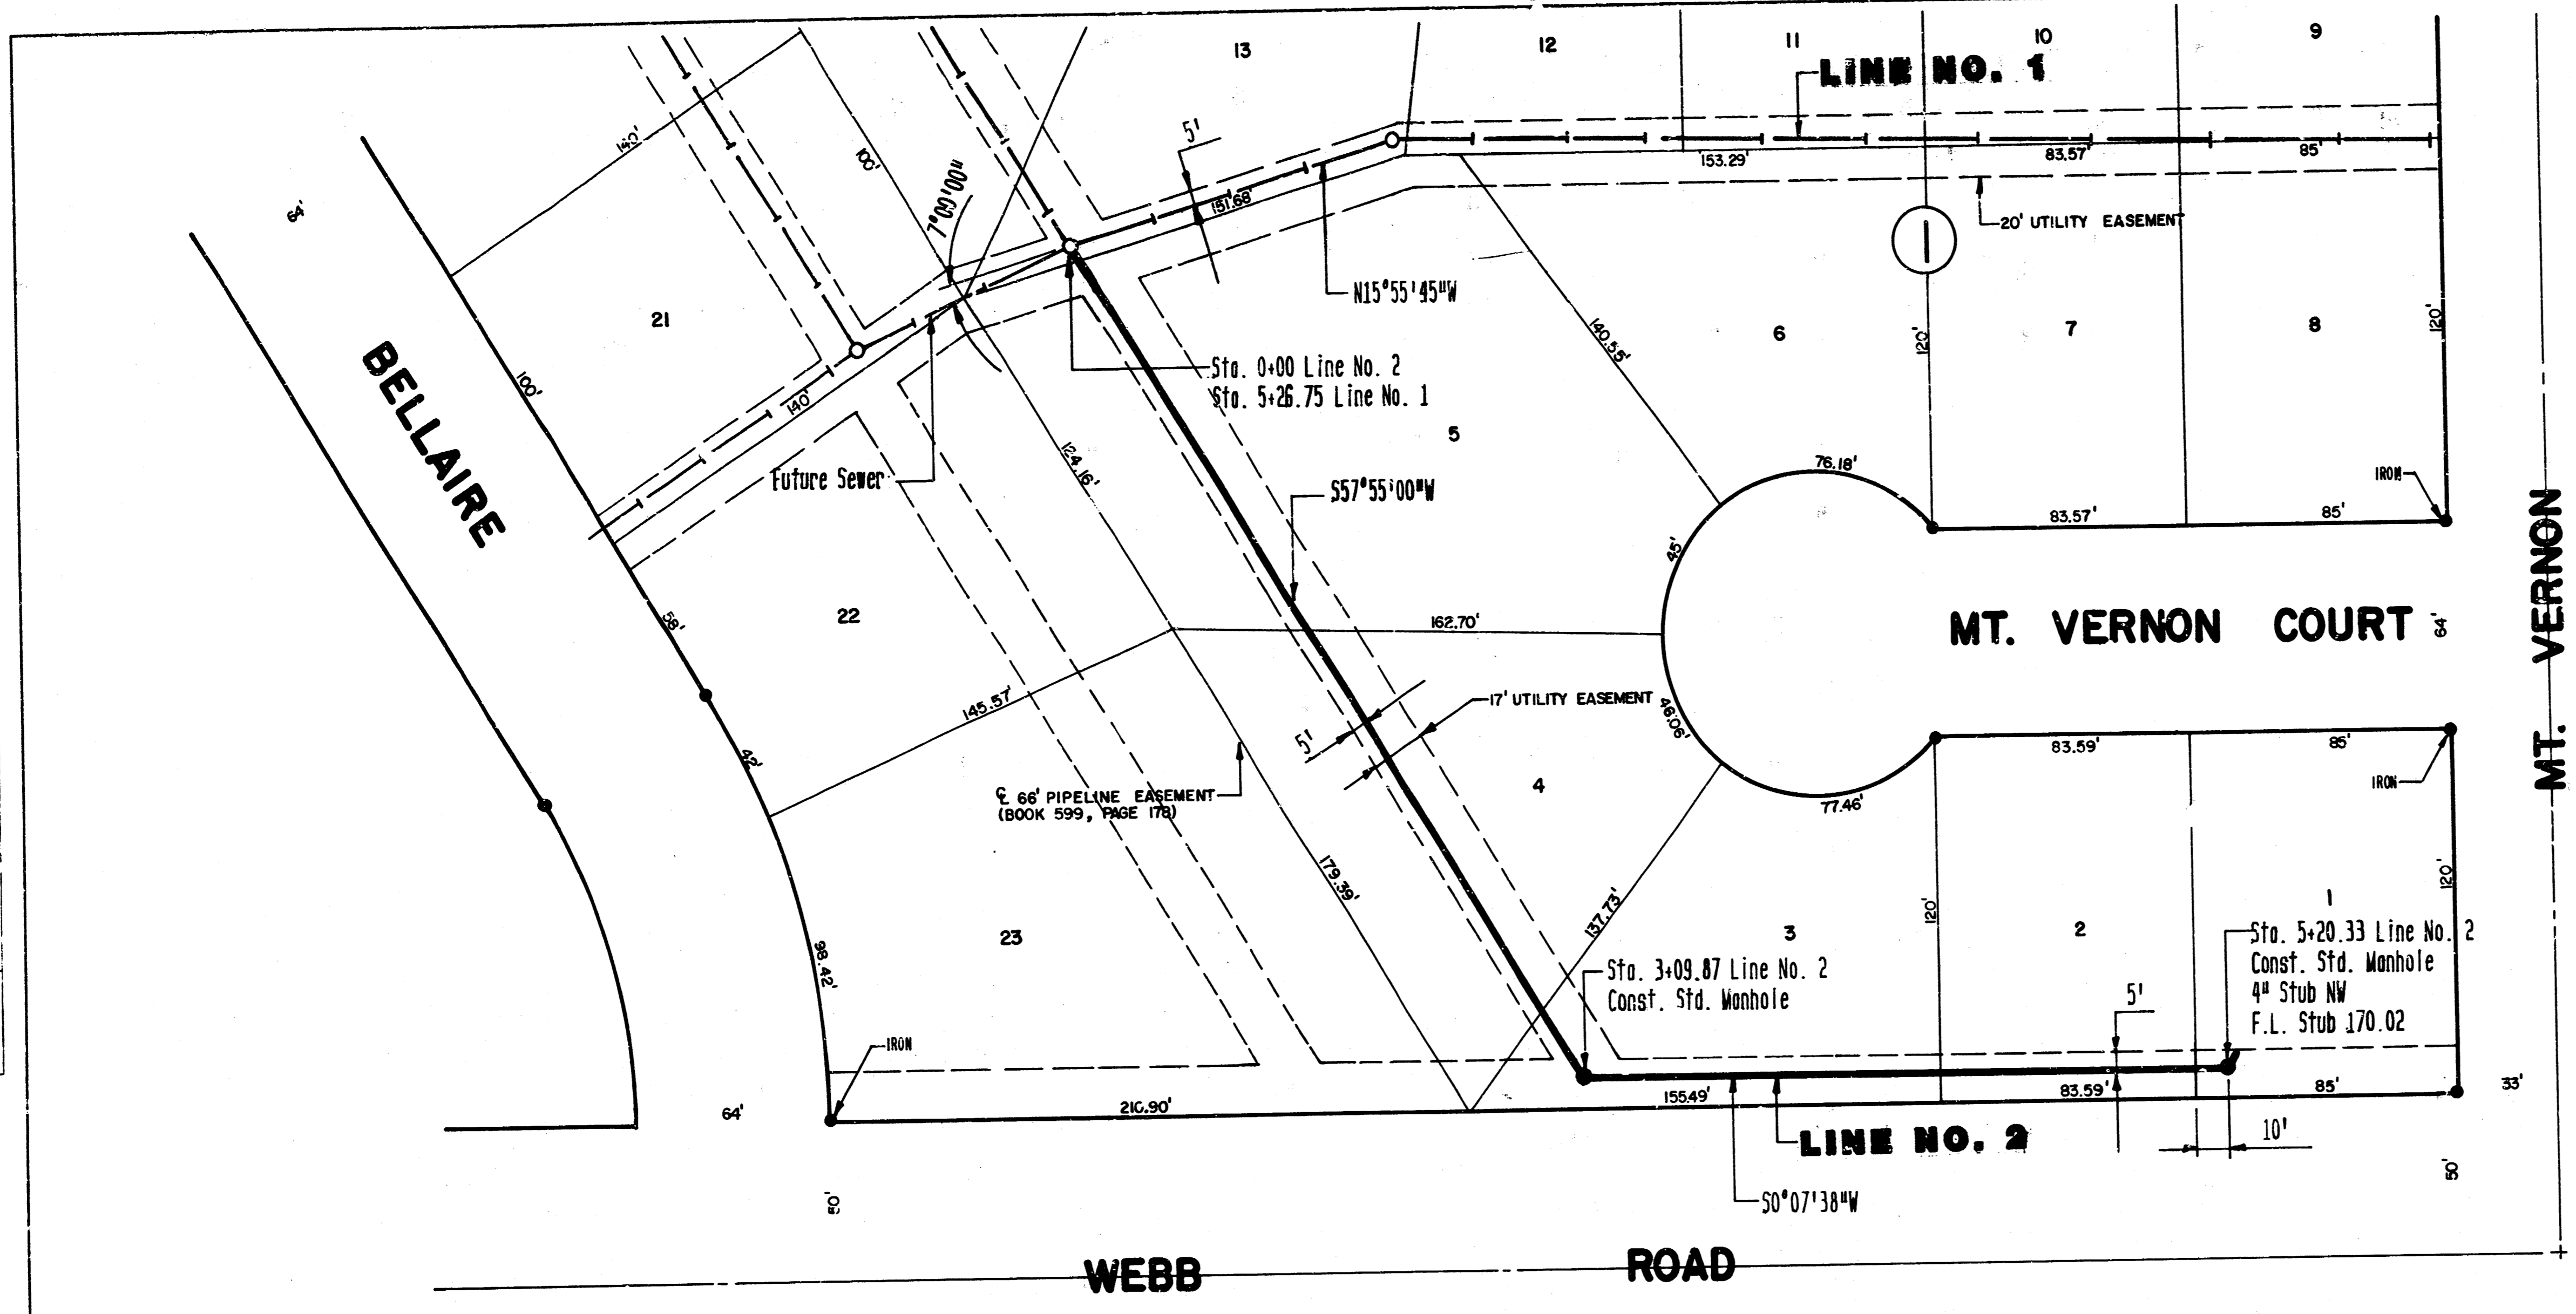 13
12
11
10
9
LINE NO. 1
5'
140'
100'
7°00'00"
64'
151.68'
153.29'
83.57'
85'
20' UTILITY EASEMENT
1
N15°55'45"W
21
6
7
8
120'
120'
140.55'
Sta. 0+00 Line No. 2
Sta. 5+26.75 Line No. 1
BELLAIRE
100'
140'
5
124.16'
Future Sewer
S57°55'00"W
76.18'
IRON
83.57'
85'
45'
58'
22
162.70'
MT. VERNON COURT
64'
MT. VERNON
145.57'
17' UTILITY EASEMENT
46.06'
5'
42'
83.59'
85'
IRON
℄ 66' PIPELINE EASEMENT
(BOOK 599, PAGE 178)
4
77.46'
179.39'
137.73'
120'
120'
23
98.42'
3
2
1
Sta. 3+09.87 Line No. 2
Const. Std. Manhole
Sta. 5+20.33 Line No. 2
Const. Std. Manhole
4" Stub NW
F.L. Stub 170.02
5'
IRON
64'
210.90'
155.49'
83.59'
85'
33'
LINE NO. 2
10'
50'
50'
S0°07'38"W
WEBB ROAD